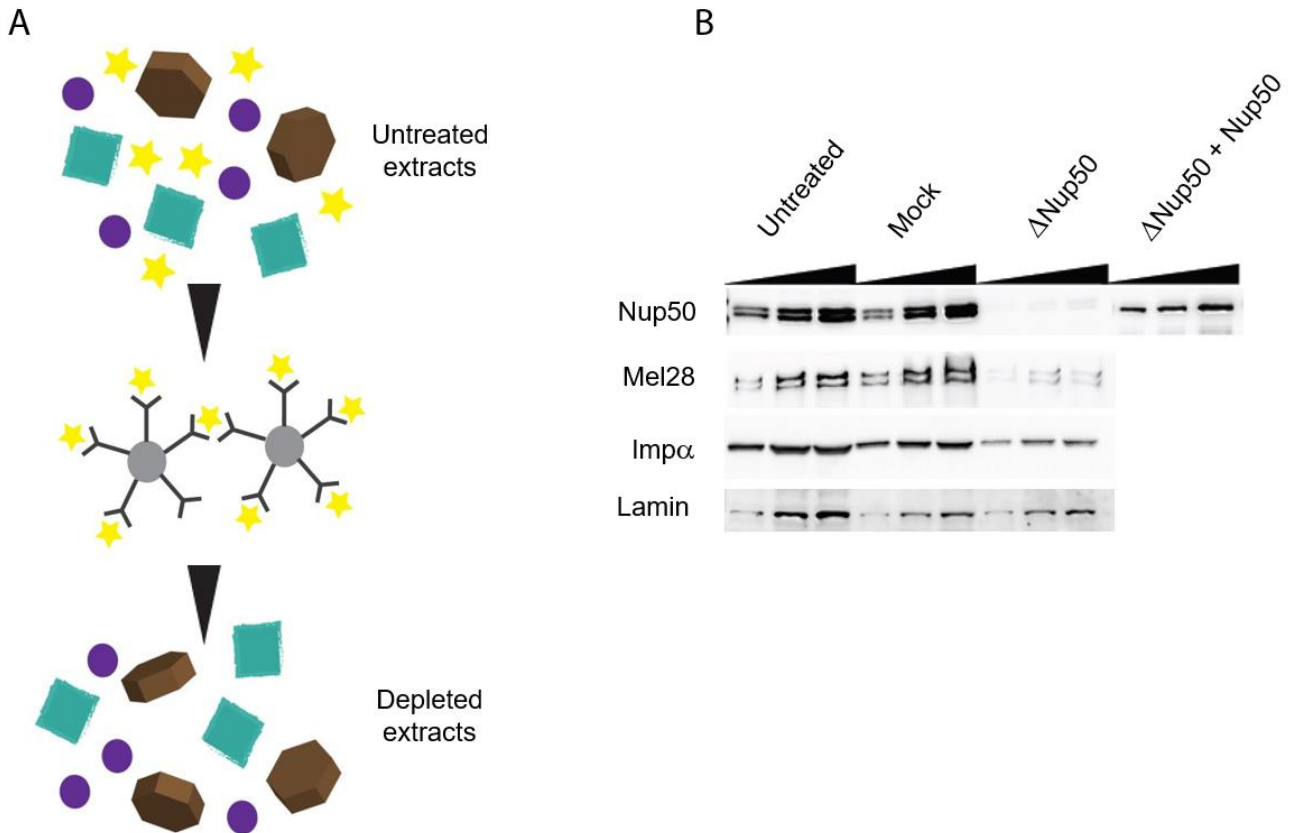 A
Untreated
extracts
Depleted
extracts
B
Untreated
Mock
ΔNup50
ΔNup50 + Nup50
Nup50
Mel28
Impα
Lamin